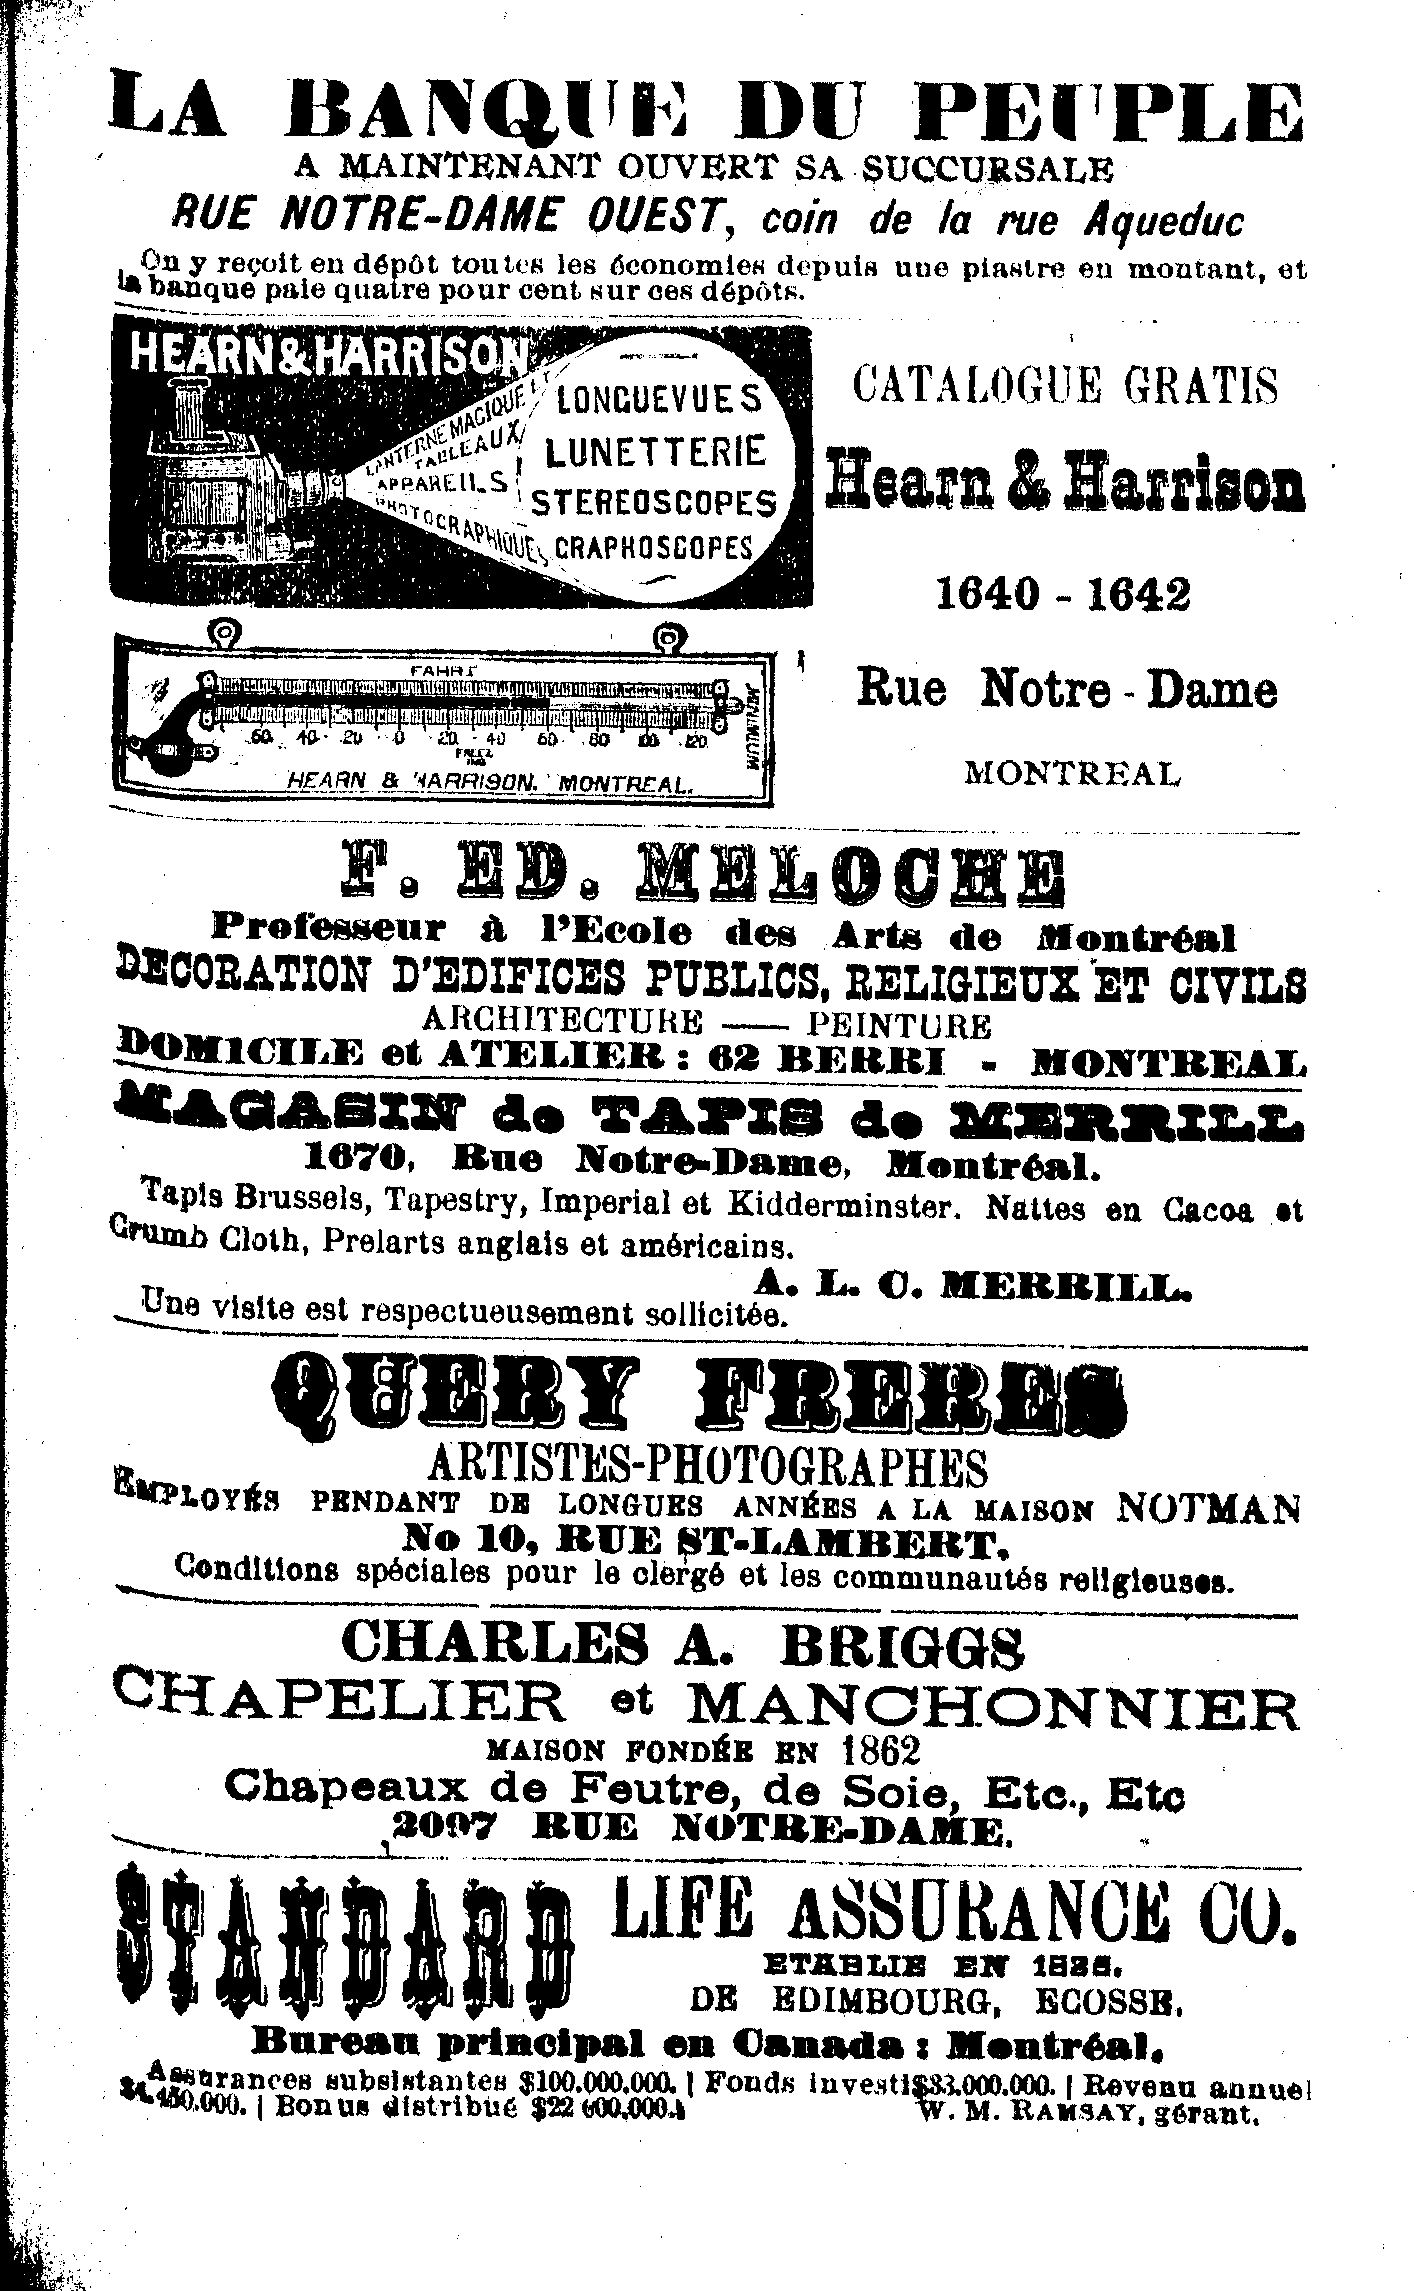 LA BANQUE DU PEUPLE
A MAINTENANT OUVERT SA SUCCURSALE
RUE NOTRE-DAME OUEST, coin de la rue Aqueduc
On y reçoit en dépôt toutes les économies depuis une piastre en montant, et
la banque paie quatre pour cent sur ces dépôts.
HEARN & HARRISON
LANTERNE MAGIQUE
TABLEAUX
APPAREILS
PHOTOGRAPHIQUES
LONGUEVUES
LUNETTERIE
STEREOSCOPES
GRAPHOSCOPES
CATALOGUE GRATIS
Hearn & Harrison
1640 - 1642
Rue Notre-Dame
MONTREAL
FAHRT
60 40 20 0 20 40 60 80 100 120
MINIMUM
HEARN & HARRISON. MONTREAL.
F. ED. MELOCHE
Professeur à l'Ecole des Arts de Montréal
DECORATION D'EDIFICES PUBLICS, RELIGIEUX ET CIVILS
ARCHITECTURE — PEINTURE
DOMICILE et ATELIER : 62 BERRI - MONTREAL
MAGASIN de TAPIS de MERRILL
1670, Rue Notre-Dame, Montréal.
Tapis Brussels, Tapestry, Imperial et Kidderminster. Nattes en Cacoa et
Crumb Cloth, Prelarts anglais et américains.
A. L. C. MERRILL.
Une visite est respectueusement sollicitée.
QUERY FRERES
ARTISTES-PHOTOGRAPHES
EMPLOYÉS PENDANT DE LONGUES ANNÉES A LA MAISON NOTMAN
No 10, RUE ST-LAMBERT.
Conditions spéciales pour le clergé et les communautés religieuses.
CHARLES A. BRIGGS
CHAPELIER et MANCHONNIER
MAISON FONDÉE EN 1862
Chapeaux de Feutre, de Soie, Etc., Etc
2097 RUE NOTRE-DAME.
STANDARD LIFE ASSURANCE CO.
ETABLIE EN
DE EDIMBOURG, ECOSSE.
Bureau principal en Canada : Montréal.
Assurances subsistantes $100.000.000. | Fonds investi $33.000.000. | Revenu annuel
$4.450.000. | Bonus distribué $22 600.000.
W. M. RAMSAY, gérant.